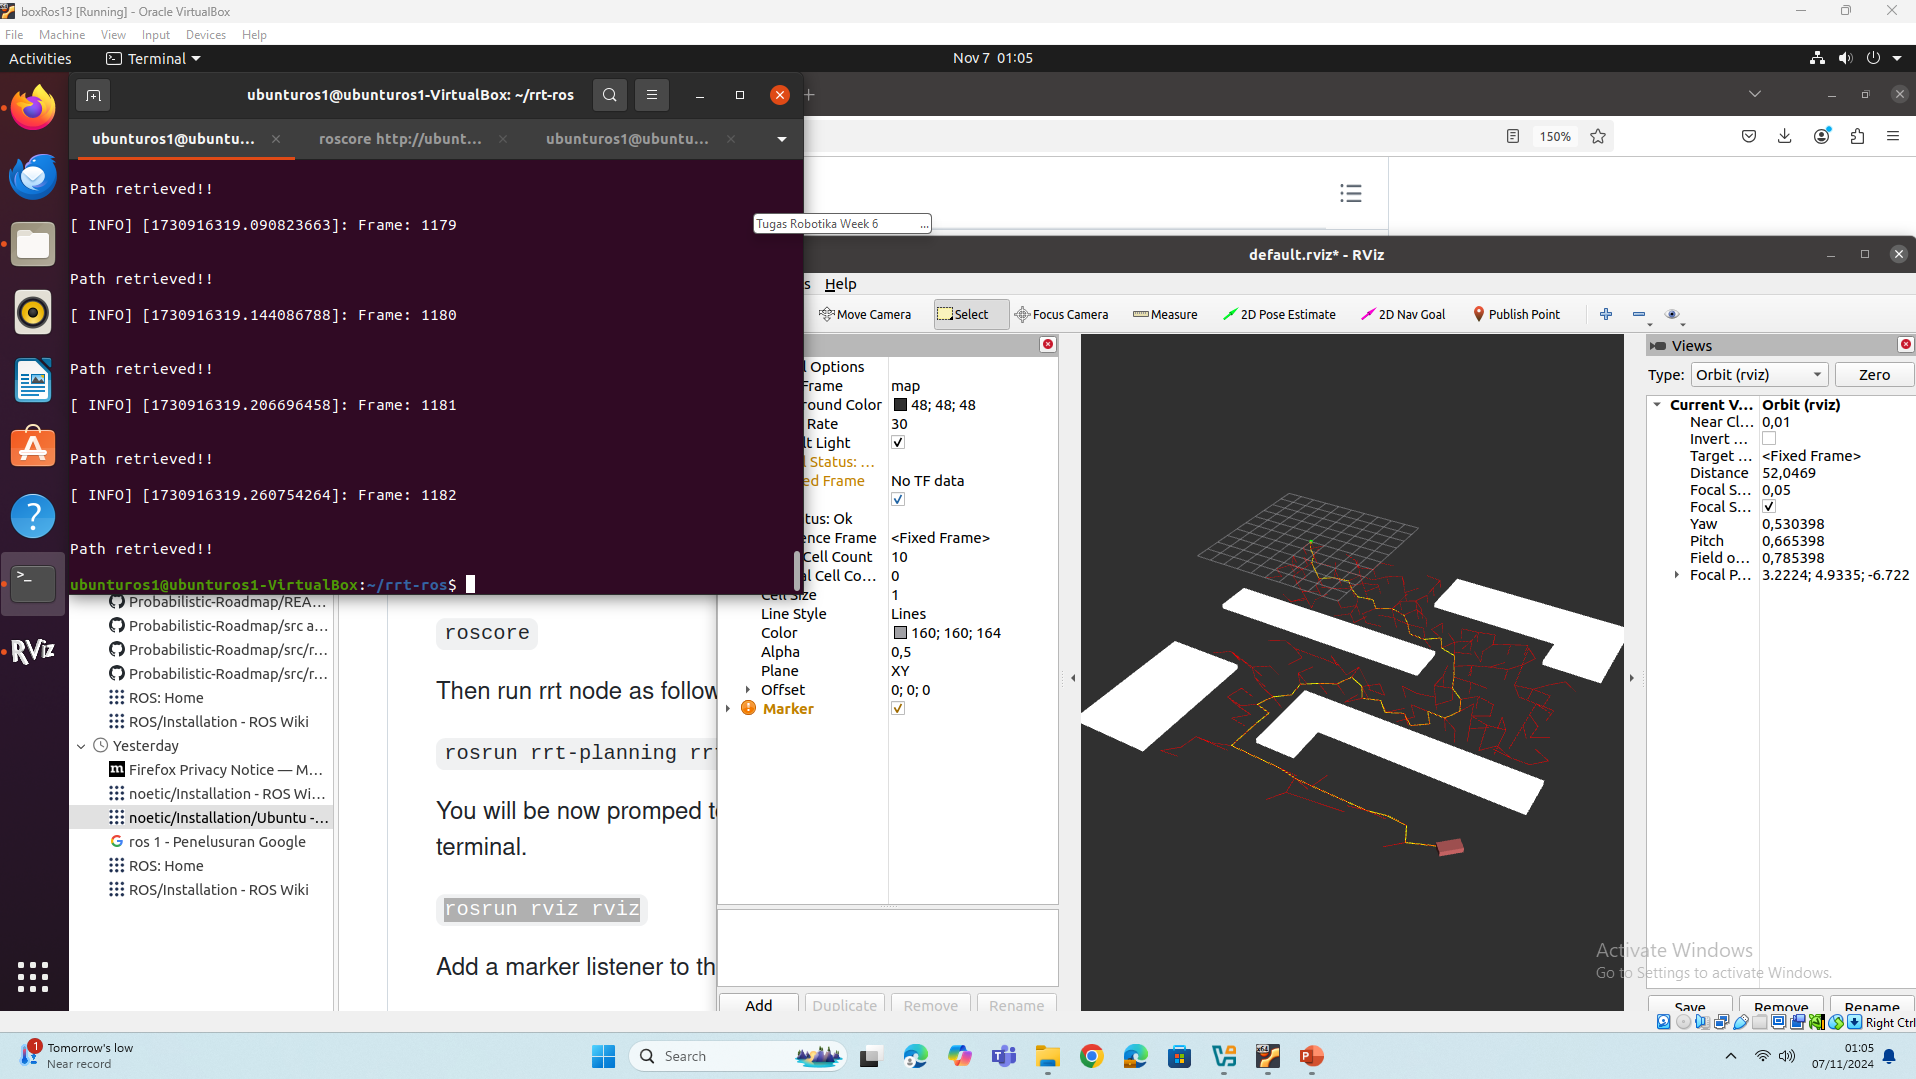 boxRos13 [Running] - Oracle VirtualBox
File Machine View Input Devices Help
Activities Terminal Nov 7 01:05
ubunturos1@ubunturos1-VirtualBox: ~/rrt-ros
ubunturos1@ubuntu... roscore http://ubunt... ubunturos1@ubuntu...
150%
Path retrieved!!
[ INFO] [1730916319.090823663]: Frame: 1179
Path retrieved!!
[ INFO] [1730916319.144086788]: Frame: 1180
Path retrieved!!
[ INFO] [1730916319.206696458]: Frame: 1181
Path retrieved!!
[ INFO] [1730916319.260754264]: Frame: 1182
Path retrieved!!
ubunturos1@ubunturos1-VirtualBox:~/rrt-ros$
Tugas Robotika Week 6 ...
Probabilistic-Roadmap/REA...
Probabilistic-Roadmap/src a...
Probabilistic-Roadmap/src/r...
Probabilistic-Roadmap/src/r...
ROS: Home
ROS/Installation - ROS Wiki
Yesterday
Firefox Privacy Notice — M...
noetic/Installation - ROS Wi...
noetic/Installation/Ubuntu -...
ros 1 - Penelusuran Google
ROS: Home
ROS/Installation - ROS Wiki
roscore
Then run rrt node as follow
rosrun rrt-planning rr
You will be now promped t
terminal.
rosrun rviz rviz
Add a marker listener to th
default.rviz* - RViz
s Help
Move Camera Select Focus Camera Measure 2D Pose Estimate 2D Nav Goal Publish Point
l Options
Frame map
round Color 48; 48; 48
Rate 30
lt Light
l Status: ...
ed Frame No TF data
tus: Ok
ence Frame <Fixed Frame>
Cell Count 10
al Cell Co... 0
Cell Size 1
Line Style Lines
Color 160; 160; 164
Alpha 0,5
Plane XY
Offset 0; 0; 0
Marker
Add Duplicate Remove Rename
Views
Type: Orbit (rviz) Zero
Current V... Orbit (rviz)
Near Cl... 0,01
Invert ...
Target ... <Fixed Frame>
Distance 52,0469
Focal S... 0,05
Focal S...
Yaw 0,530398
Pitch 0,665398
Field o... 0,785398
Focal P... 3.2224; 4.9335; -6.722
Save Remove Rename
Activate Windows
Go to Settings to activate Windows.
RViz
Right Ctrl
1
Tomorrow's low
Near record
Search
01:05
07/11/2024